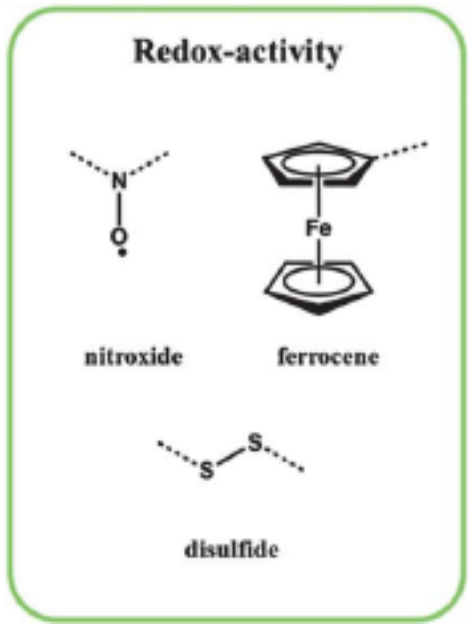 Redox-activity
N
O
Fe
nitroxide ferrocene
S S
disulfide